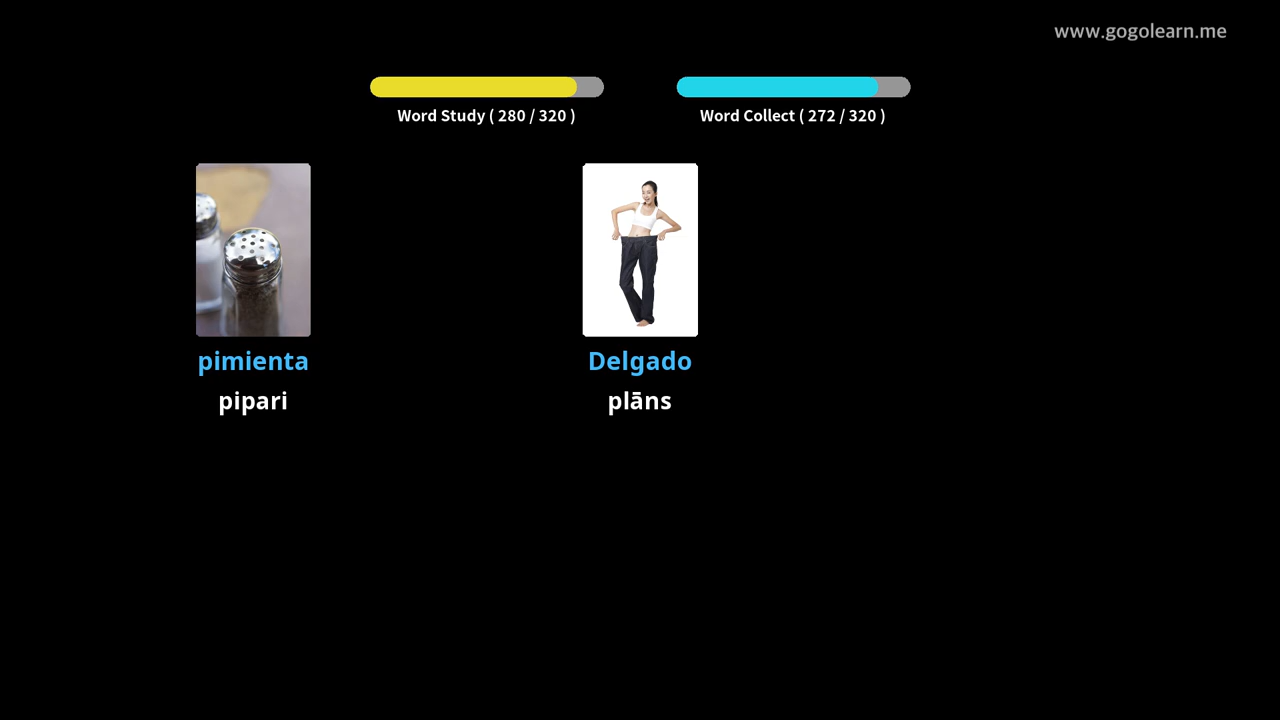 www.gogolearn.me
Word Study ( 280 / 320 )
Word Collect ( 272 / 320 )
pimienta
pipari
Delgado
plāns